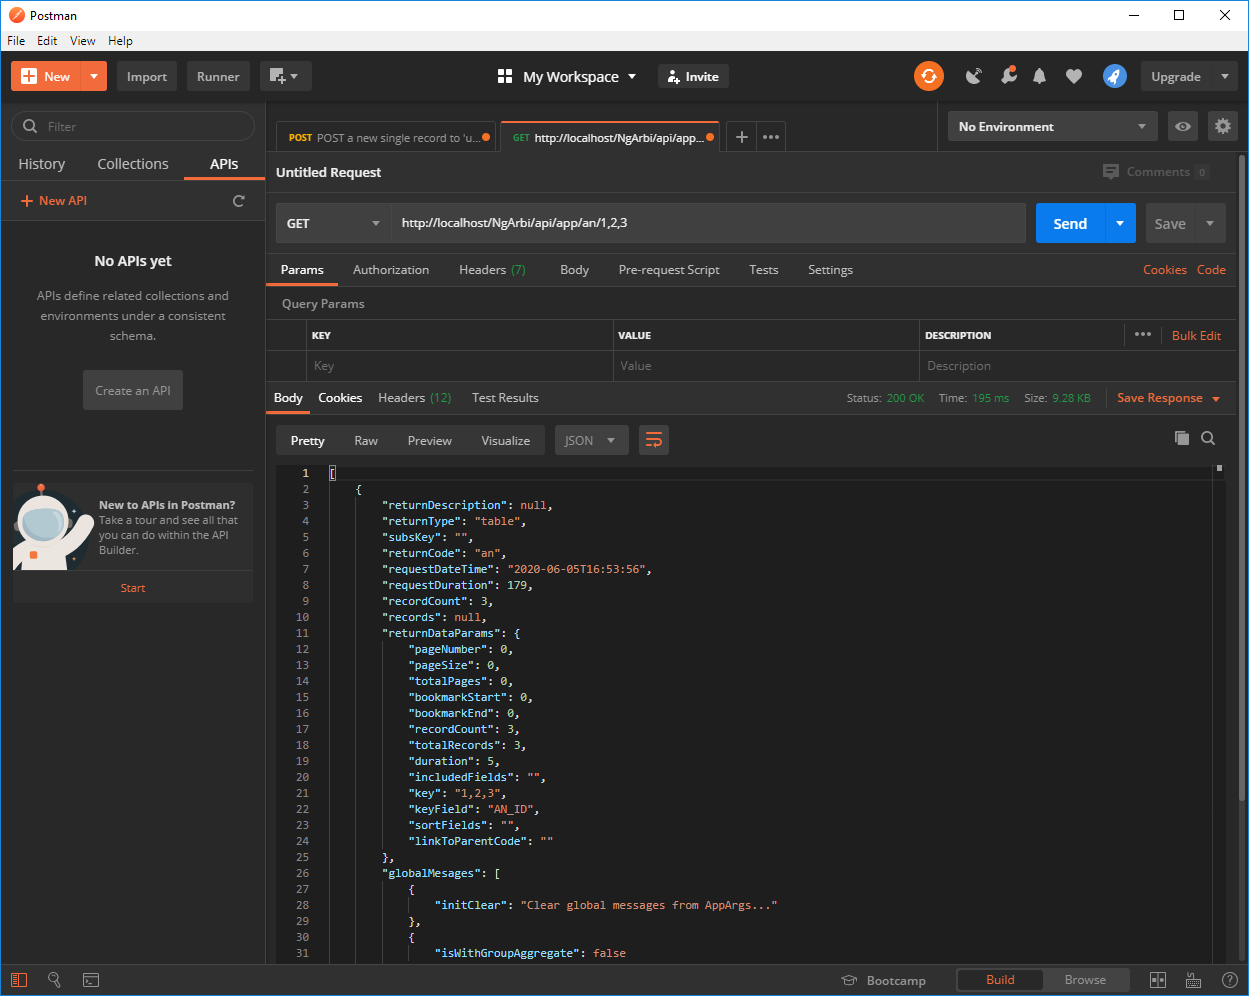 Postman
File Edit View Help
New Import Runner My Workspace Invite Upgrade
Filter
History Collections APIs
New API
No APIs yet
APIs define related collections and
environments under a consistent
schema.
Create an API
New to APIs in Postman?
Take a tour and see all that
you can do within the API
Builder.
Start
POST POST a new single record to 'u... GET http://localhost/NgArbi/api/app... No Environment
Untitled Request Comments 0
GET http://localhost/NgArbi/api/app/an/1,2,3 Send Save
Params Authorization Headers (7) Body Pre-request Script Tests Settings Cookies Code
Query Params
KEY VALUE DESCRIPTION Bulk Edit
Key Value Description
Body Cookies Headers (12) Test Results Status: 200 OK Time: 195 ms Size: 9.28 KB Save Response
Pretty Raw Preview Visualize JSON
1 [
2 {
3 "returnDescription": null,
4 "returnType": "table",
5 "subsKey": "",
6 "returnCode": "an",
7 "requestDateTime": "2020-06-05T16:53:56",
8 "requestDuration": 179,
9 "recordCount": 3,
10 "records": null,
11 "returnDataParams": {
12 "pageNumber": 0,
13 "pageSize": 0,
14 "totalPages": 0,
15 "bookmarkStart": 0,
16 "bookmarkEnd": 0,
17 "recordCount": 3,
18 "totalRecords": 3,
19 "duration": 5,
20 "includedFields": "",
21 "key": "1,2,3",
22 "keyField": "AN_ID",
23 "sortFields": "",
24 "linkToParentCode": ""
25 },
26 "globalMesages": [
27 {
28 "initClear": "Clear global messages from AppArgs..."
29 },
30 {
31 "isWithGroupAggregate": false
Bootcamp Build Browse